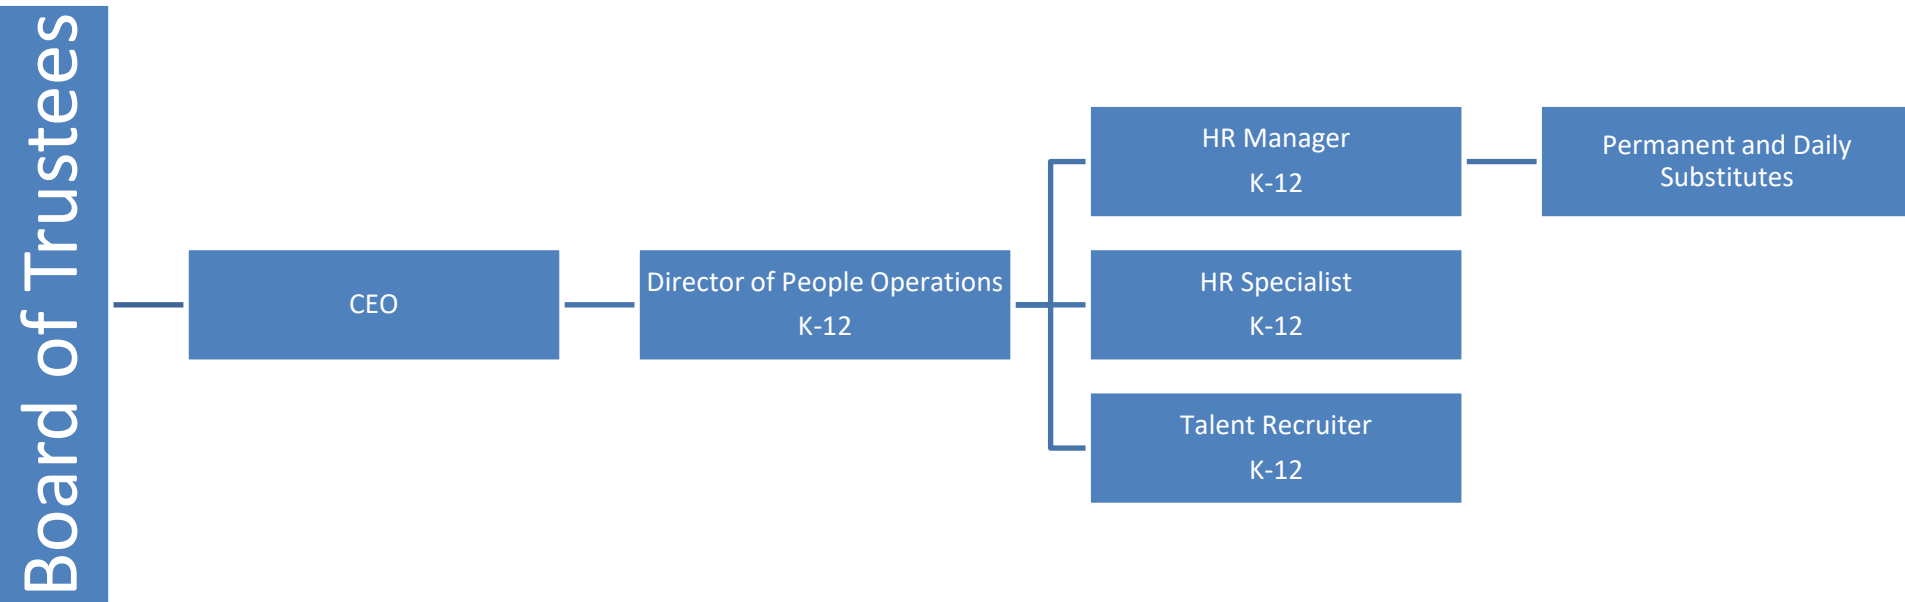 Board of Trustees
CEO
Director of People Operations
K-12
HR Manager
K-12
Permanent and Daily
Substitutes
HR Specialist
K-12
Talent Recruiter
K-12